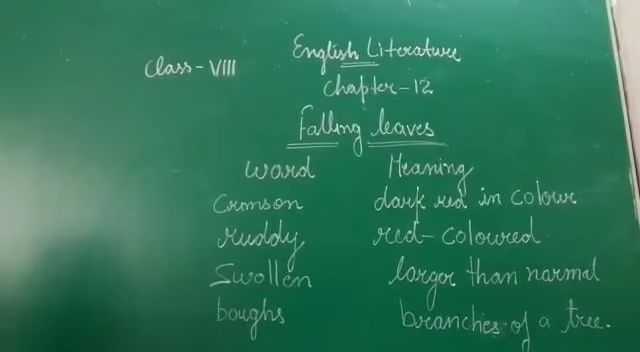 English Literature
Class-VIII
Chapter-12
Falling leaves
Word Meaning
Crimson dark red in colour
ruddy red-coloured
Swollen larger than normal
boughs branches of a tree.